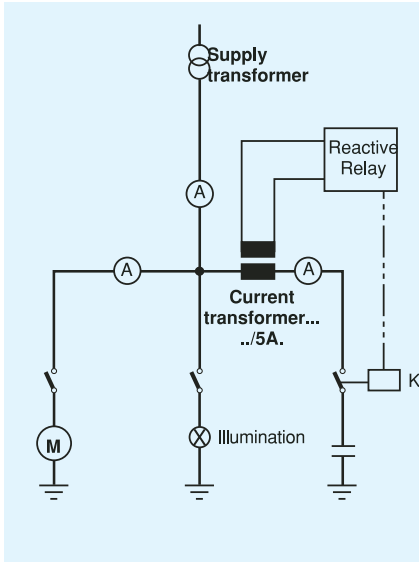 Supply
transformer
Reactive
Relay
A
A
A
Current
transformer...
../5A.
K
M
Illumination